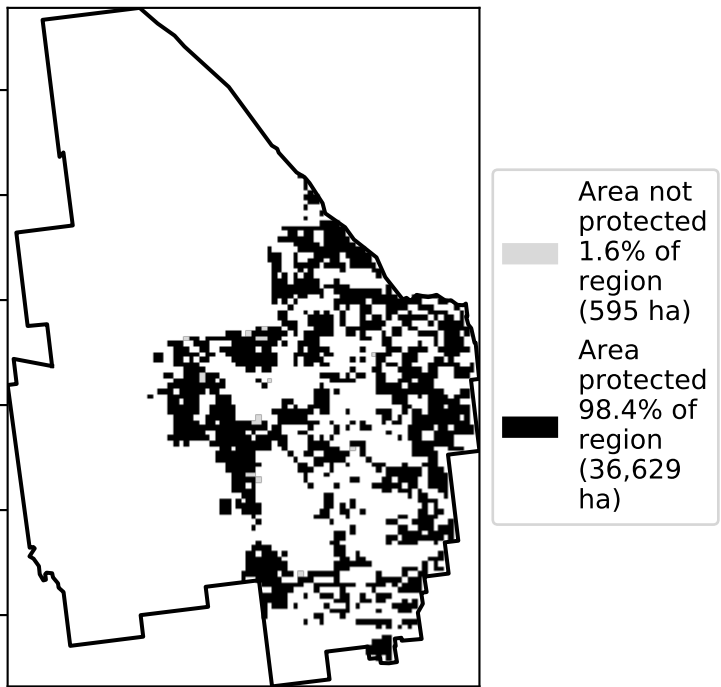 Area not
protected
1.6% of
region
(595 ha)
Area
protected
98.4% of
region
(36,629
ha)